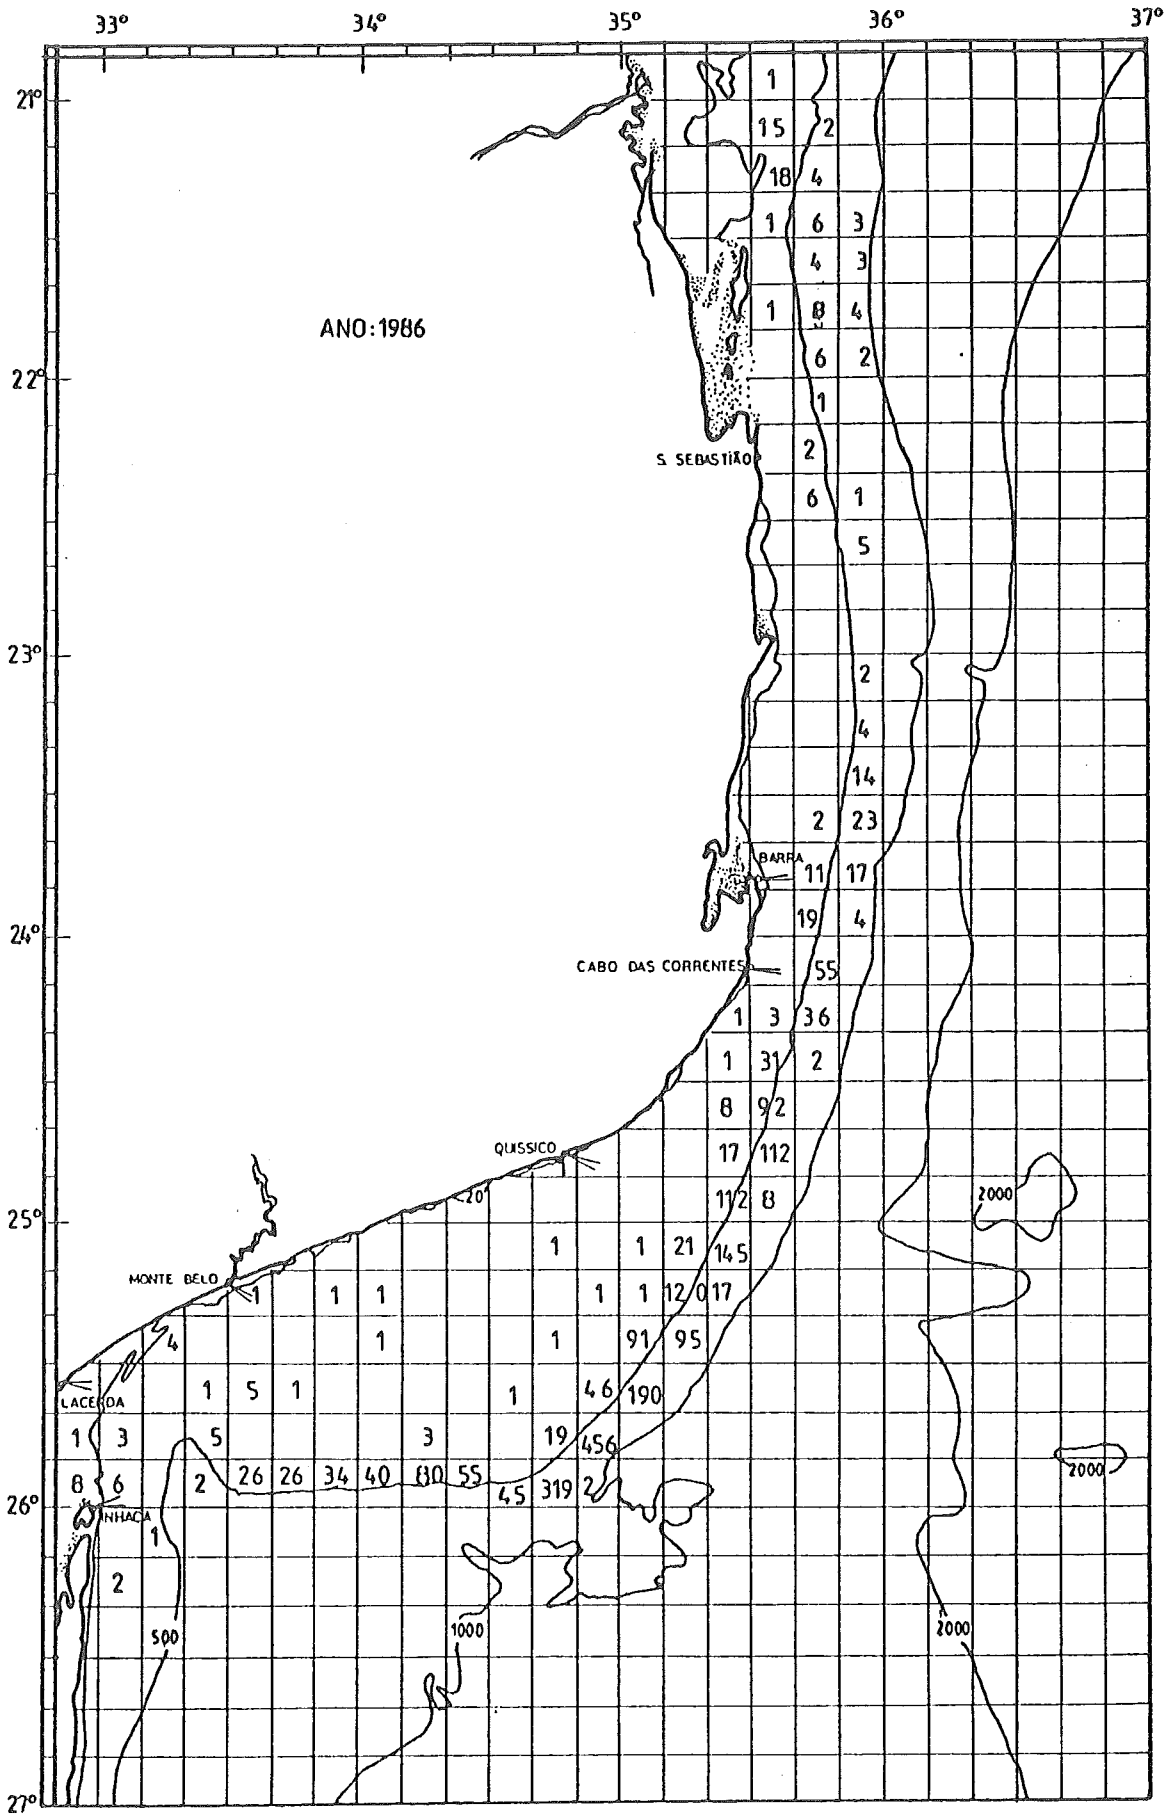 33° 34° 35° 36° 37°
1
21°
15 2
18 4
1 6 3
4 3
ANO:1986
1 8 4
6 2
22°
1
2
S. SEBASTIÃO
6 1
5
23°
2
4
14
2 23
BARRA
11 17
19 4
24°
CABO DAS CORRENTES
55
1 3 36
1 31 2
8 92
QUISSICO
17 112
20
112 8
2000
25°
1 1 21 145
MONTE BELO
1 1 1 1 1 120 17
4 1 1 91 95
1 5 1 1 46 190
LACERDA
1 3 5 3 19 456
2000
8 6 2 26 26 34 40 80 55 45 319 2
26°
INHACA
1
2
500
1000
2000
27°